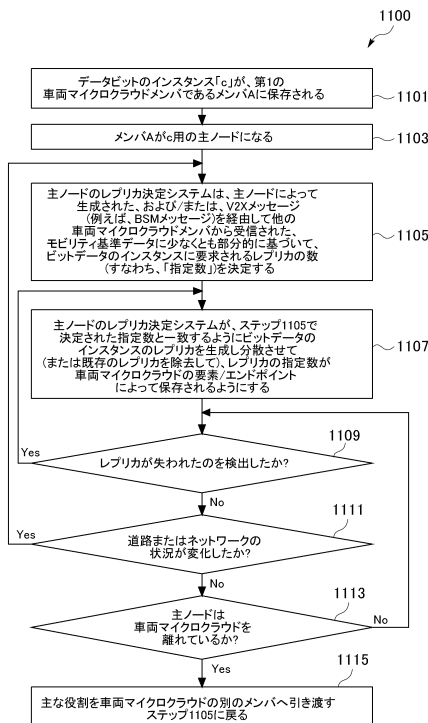 1100
データビットのインスタンス「c」が、第1の
車両マイクロクラウドメンバであるメンバAに保存される
1101
メンバAがc用の主ノードになる
1103
主ノードのレプリカ決定システムは、主ノードによって
生成された、および/または、V2Xメッセージ
(例えば、BSMメッセージ)を経由して他の
車両マイクロクラウドメンバから受信された、
モビリティ基準データに少なくとも部分的に基づいて、
ビットデータのインスタンスに要求されるレプリカの数
(すなわち、「指定数」)を決定する
1105
主ノードのレプリカ決定システムが、ステップ1105で
決定された指定数と一致するようにビットデータの
インスタンスのレプリカを生成し分散させて
(または既存のレプリカを除去して)、レプリカの指定数が
車両マイクロクラウドの要素/エンドポイント
によって保存されるようにする
1107
レプリカが失われたのを検出したか?
1109
Yes
No
道路またはネットワークの
状況が変化したか?
1111
Yes
No
主ノードは
車両マイクロクラウドを
離れているか?
1113
No
Yes
主な役割を車両マイクロクラウドの別のメンバへ引き渡す
ステップ1105に戻る
1115